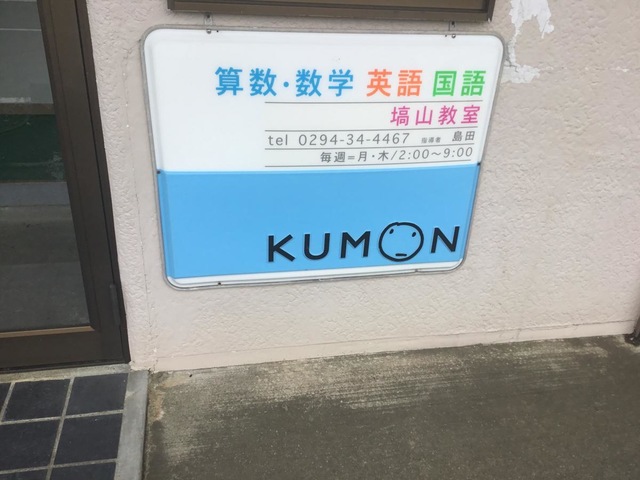 算数・数学 英語 国語
塙山教室
tel 0294-34-4467 指導者 島田
毎週=月・木/2:00~9:00
KUMON